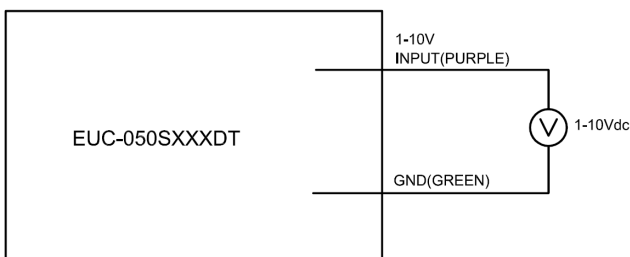 1-10V
INPUT(PURPLE)
EUC-050SXXXDT
V
1-10Vdc
GND(GREEN)